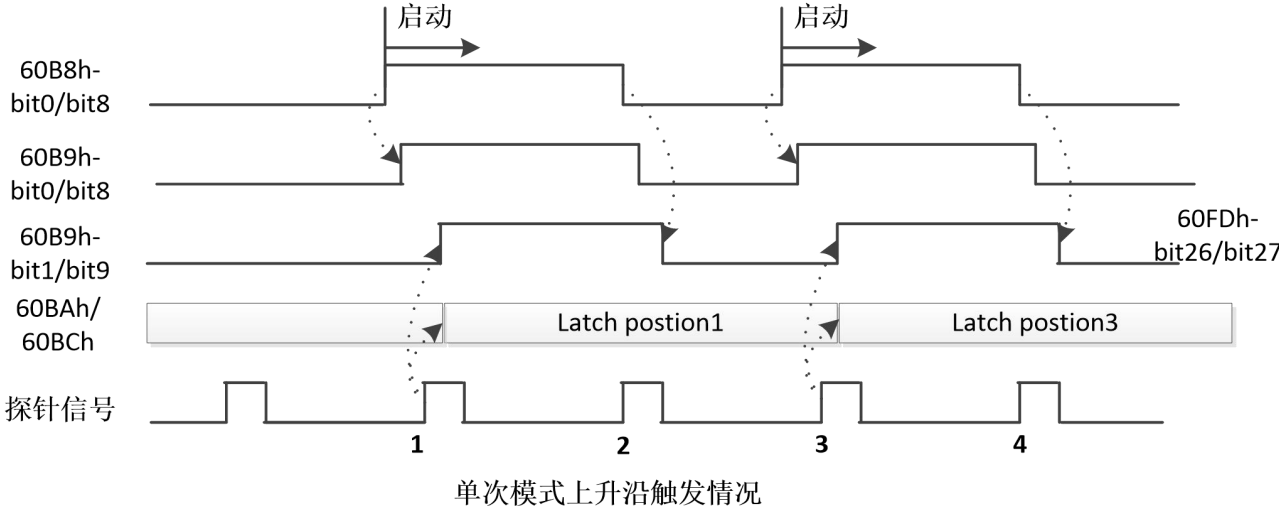 启动
启动
60B8h-
bit0/bit8
60B9h-
bit0/bit8
60B9h-
bit1/bit9
60FDh-
bit26/bit27
60BAh/
60BCh
Latch postion1
Latch postion3
探针信号
1
2
3
4
单次模式上升沿触发情况